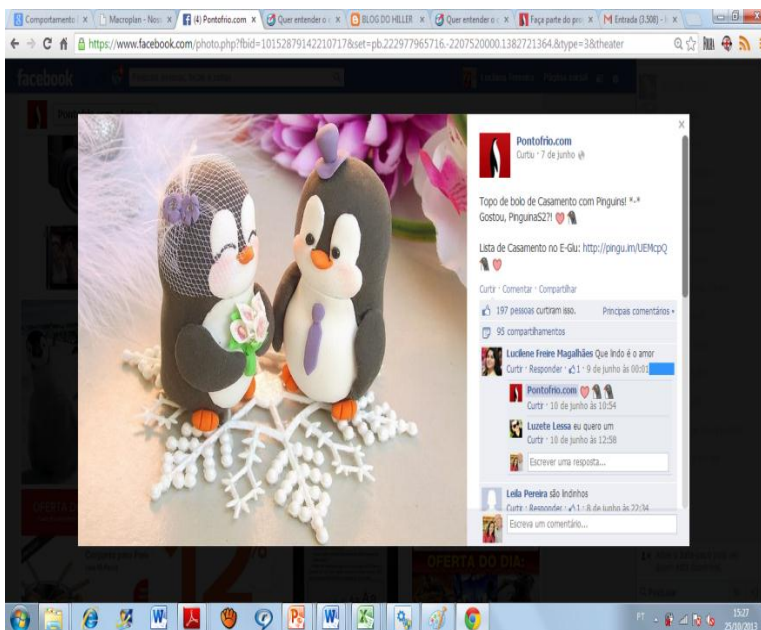 Comportamento
Macroplan - Noss
(4) Pontofrio.com
Quer entender o c
BLOG DO HILLER
Quer entender o c
Faça parte do prog
Entrada (3.508) - l
https://www.facebook.com/photo.php?fbid=10152879142210717&set=pb.222977965716.-2207520000.1382721364.&type=3&theater
facebook
Pontofrio.com
Curtiu · 7 de junho
Topo de bolo de Casamento com Pinguins! *-*
Gostou, PinguinaS2?!
Lista de Casamento no E-Glu: http://pingu.im/UEMcpQ
Curtir · Comentar · Compartilhar
197 pessoas curtiram isso.
Principais comentários
95 compartilhamentos
Lucilene Freire Magalhães Que lindo é o amor
Curtir · Responder · 1 · 9 de junho às 00:01
Pontofrio.com
Curtir · 10 de junho às 10:54
Luzete Lessa eu quero um
Curtir · 10 de junho às 12:58
Escrever uma resposta...
Leila Pereira são lindinhos
Curtir · Responder · 1 · 8 de junho às 22:34
Escreva um comentário...
OFERTA DO DIA:
PT
15:27
25/10/2013